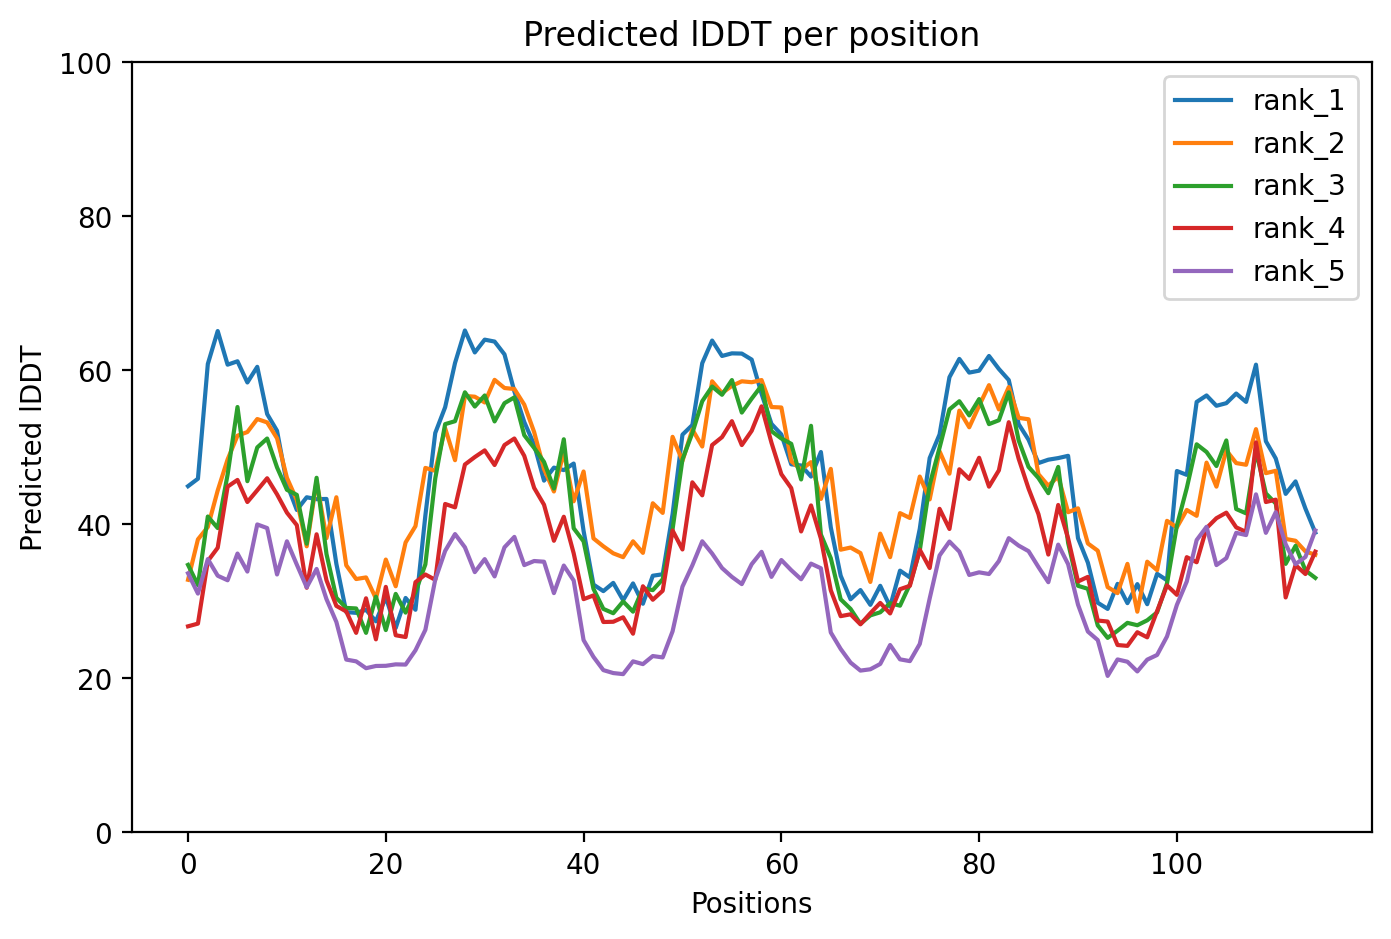 Predicted lDDT per position
100
80
60
40
20
0
Predicted lDDT
0 20 40 60 80 100
Positions
rank_1
rank_2
rank_3
rank_4
rank_5